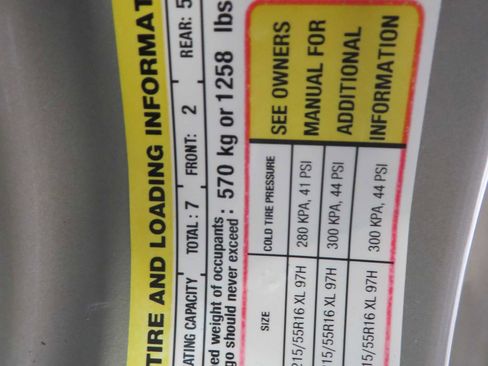 TIRE AND LOADING INFORMAT
ATING CAPACITY TOTAL: 7 FRONT: 2 REAR: 5
ed weight of occupants
go should never exceed : 570 kg or 1258 lbs
SIZE COLD TIRE PRESSURE SEE OWNERS
215/55R16 XL 97H 280 KPA, 41 PSI MANUAL FOR
15/55R16 XL 97H 300 KPA, 44 PSI ADDITIONAL
15/55R16 XL 97H 300 KPA, 44 PSI INFORMATION